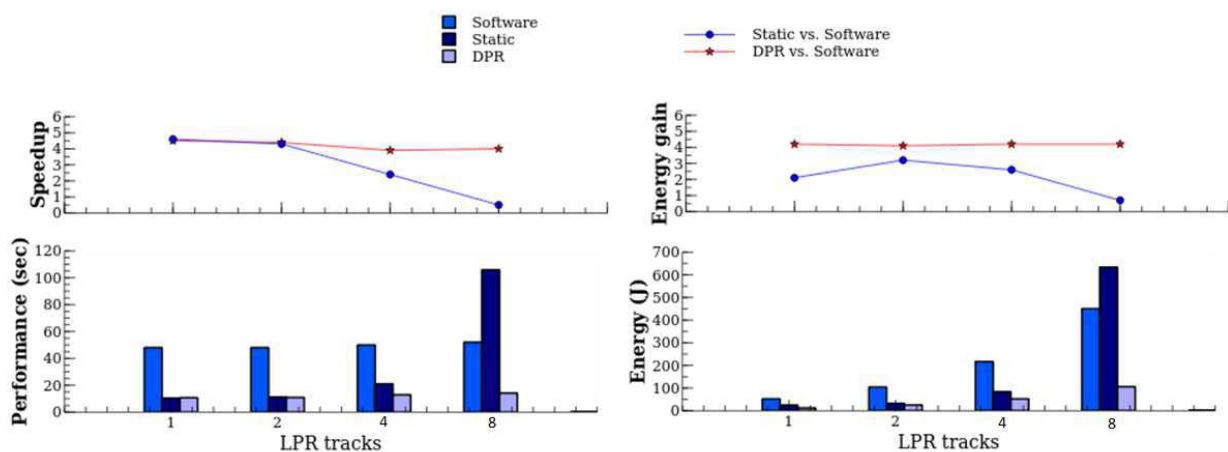 Software
Static
DPR
Static vs. Software
DPR vs. Software
Speedup
6
5
4
3
2
1
0
Energy gain
6
5
4
3
2
1
0
Performance (sec)
120
100
80
60
40
20
0
1 2 4 8
LPR tracks
Energy (J)
700
600
500
400
300
200
100
0
1 2 4 8
LPR tracks